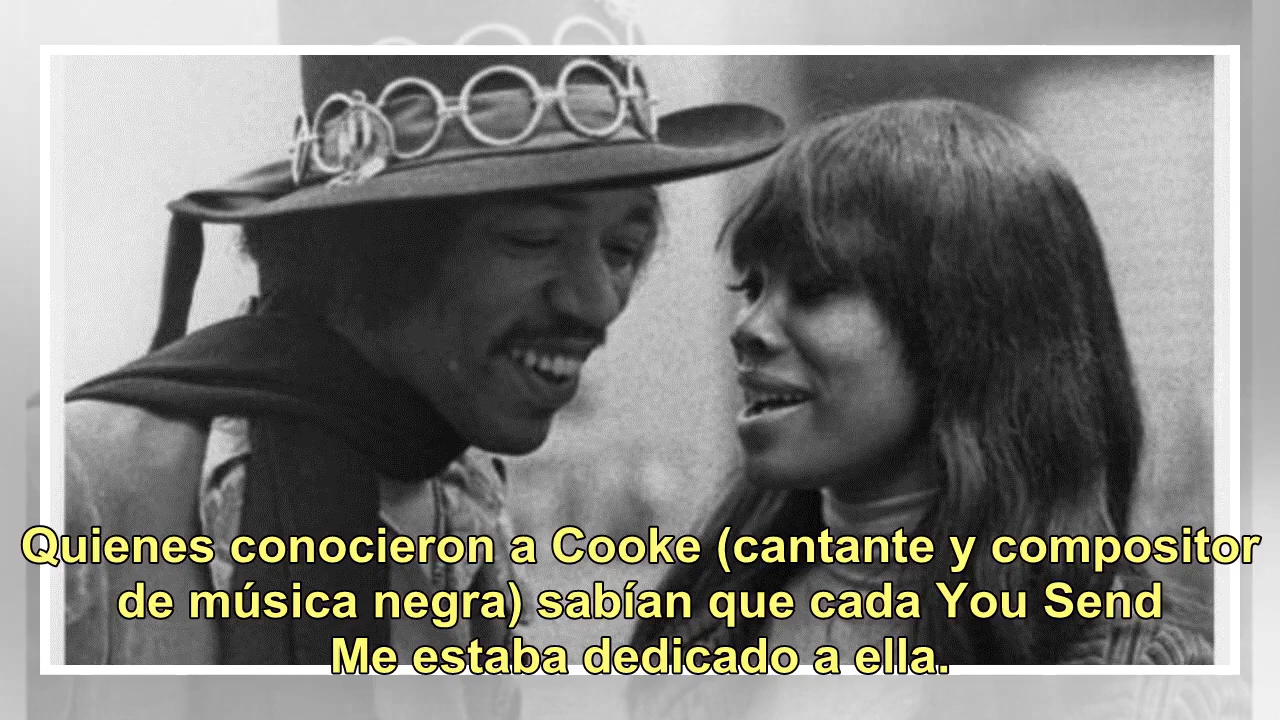 Quienes conocieron a Cooke (cantante y compositor
de música negra) sabían que cada You Send
Me estaba dedicado a ella.